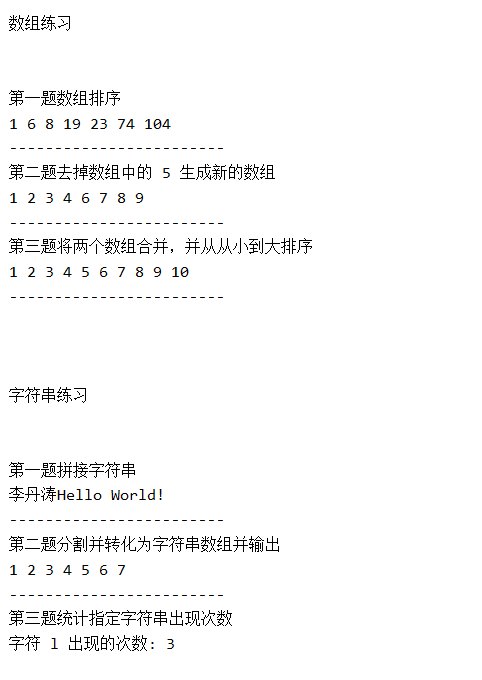 数组练习
第一题数组排序
1 6 8 19 23 74 104
------------------------
第二题去掉数组中的 5 生成新的数组
1 2 3 4 6 7 8 9
------------------------
第三题将两个数组合并，并从从小到大排序
1 2 3 4 5 6 7 8 9 10
------------------------
字符串练习
第一题拼接字符串
李丹涛Hello World!
------------------------
第二题分割并转化为字符串数组并输出
1 2 3 4 5 6 7
------------------------
第三题统计指定字符串出现次数
字符 l 出现的次数: 3